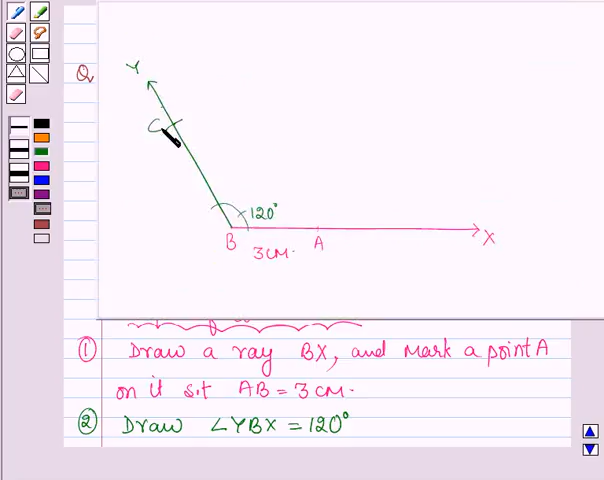 Q
Y
C
120°
B
3CM.
A
X
① Draw a ray BX, and Mark a point A
on it s.t AB = 3 CM.
② Draw ∠YBX = 120°